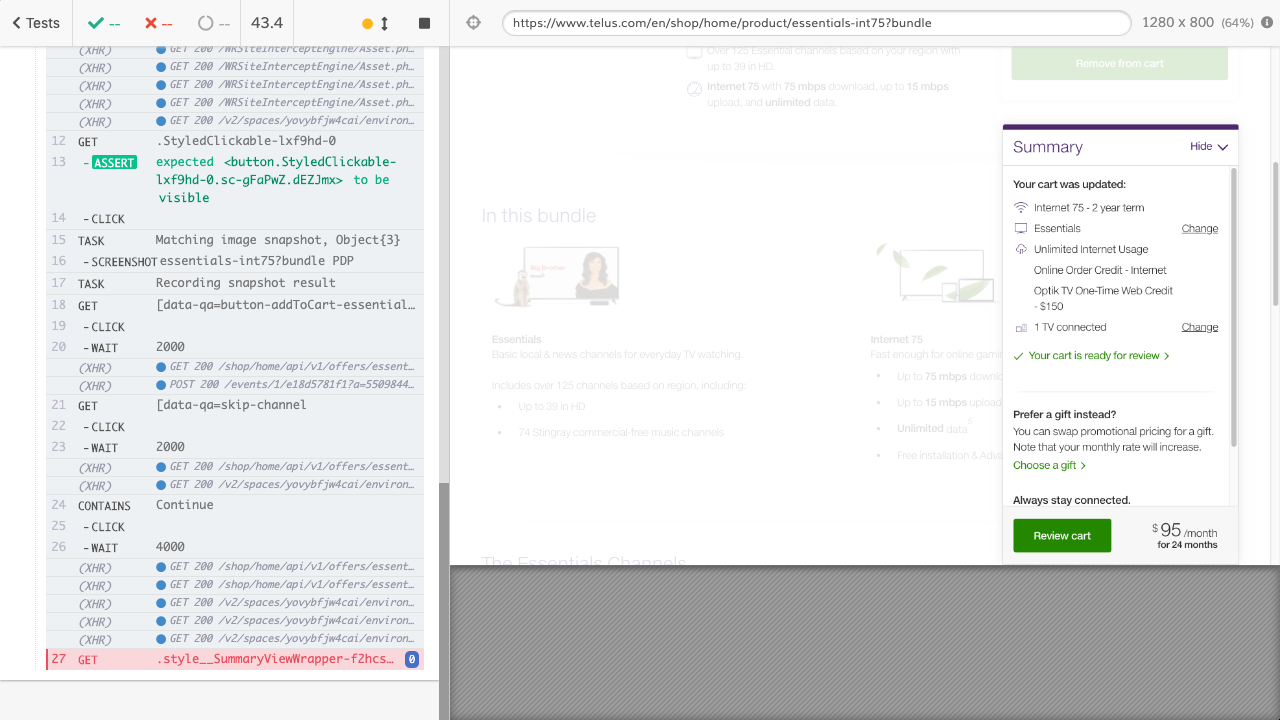 Tests
--
--
--
43.4
https://www.telus.com/en/shop/home/product/essentials-int75?bundle
1280 x 800 (64%)
(XHR) GET 200 /WRSiteInterceptEngine/Asset.ph…
(XHR) GET 200 /WRSiteInterceptEngine/Asset.ph…
(XHR) GET 200 /WRSiteInterceptEngine/Asset.ph…
(XHR) GET 200 /WRSiteInterceptEngine/Asset.ph…
(XHR) GET 200 /v2/spaces/yovybfjw4cai/environ…
12 GET .StyledClickable-lxf9hd-0
13 - ASSERT expected <button.StyledClickable-
lxf9hd-0.sc-gFaPwZ.dEZJmx> to be
visible
14 - CLICK
15 TASK Matching image snapshot, Object{3}
16 - SCREENSHOT essentials-int75?bundle PDP
17 TASK Recording snapshot result
18 GET [data-qa=button-addToCart-essential…
19 - CLICK
20 - WAIT 2000
(XHR) GET 200 /shop/home/api/v1/offers/essent…
(XHR) POST 200 /events/1/e18d5781f1?a=5509844…
21 GET [data-qa=skip-channel
22 - CLICK
23 - WAIT 2000
(XHR) GET 200 /shop/home/api/v1/offers/essent…
(XHR) GET 200 /v2/spaces/yovybfjw4cai/environ…
24 CONTAINS Continue
25 - CLICK
26 - WAIT 4000
(XHR) GET 200 /shop/home/api/v1/offers/essent…
(XHR) GET 200 /shop/home/api/v1/offers/essent…
(XHR) GET 200 /v2/spaces/yovybfjw4cai/environ…
(XHR) GET 200 /v2/spaces/yovybfjw4cai/environ…
(XHR) GET 200 /v2/spaces/yovybfjw4cai/environ…
27 GET .style__SummaryViewWrapper-f2hcs… 0
Over 125 Essential channels based on your region with
up to 39 in HD.
Internet 75 with 75 mbps download, up to 15 mbps
upload, and unlimited data.
Remove from cart
In this bundle
Big Brother
Essentials
Basic local & news channels for everyday TV watching.
Includes over 125 channels based on region, including:
• Up to 39 in HD
• 74 Stingray commercial-free music channels
Internet 75
Fast enough for online gamin
• Up to 75 mbps downlo
• Up to 15 mbps upload
• Unlimited data
• Free installation & Adva
The Essentials Channels
Summary
Hide
Your cart was updated:
Internet 75 - 2 year term
Essentials Change
Unlimited Internet Usage
Online Order Credit - Internet
Optik TV One-Time Web Credit
- $150
1 TV connected Change
Your cart is ready for review
Prefer a gift instead?
You can swap promotional pricing for a gift.
Note that your monthly rate will increase.
Choose a gift
Always stay connected.
Review cart
$95 /month
for 24 months